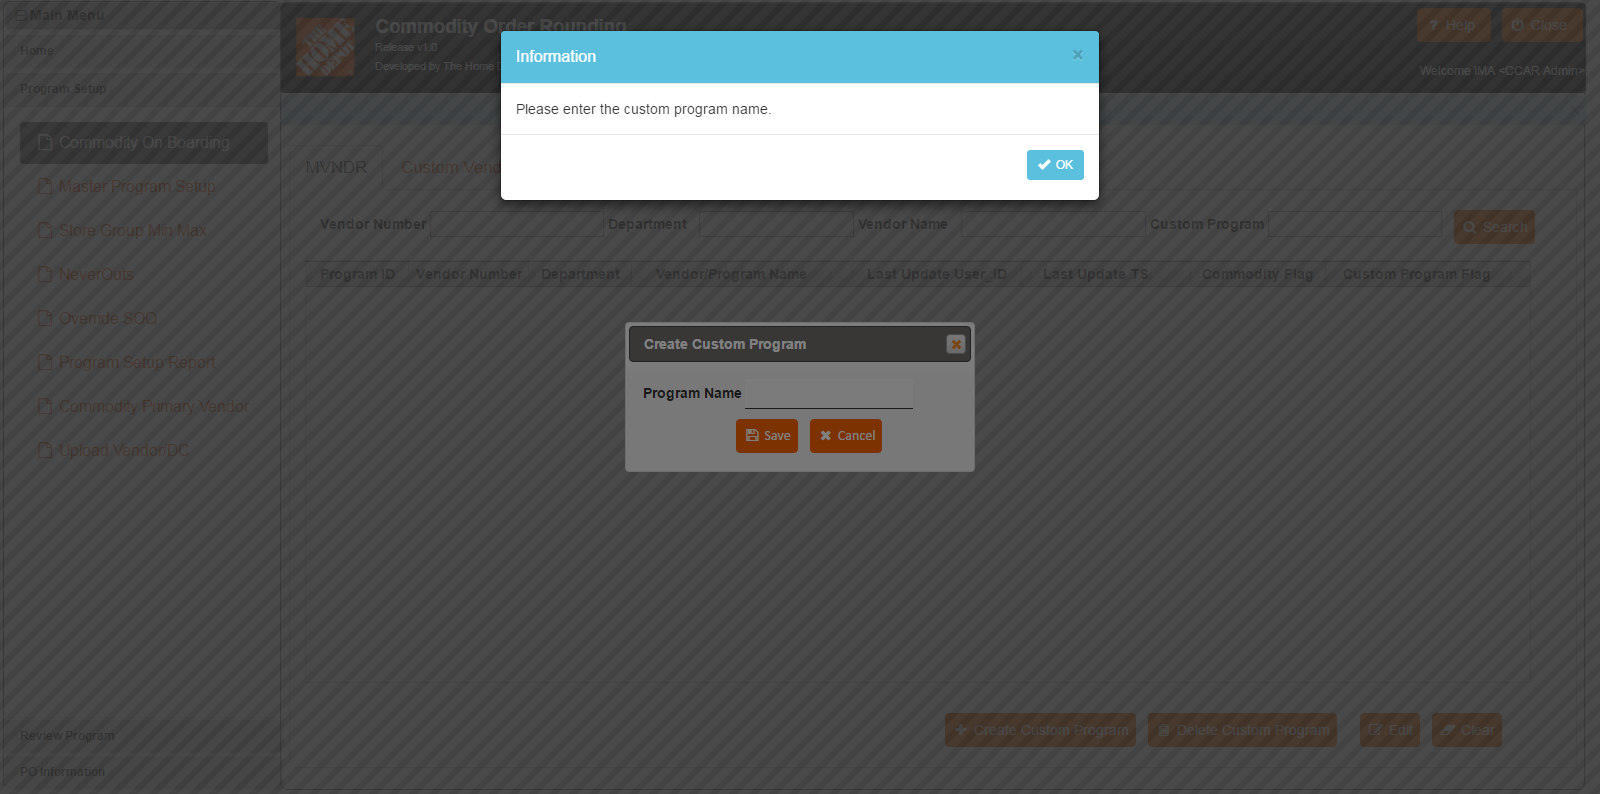 Main Menu
Home
Program Setup
Commodity On Boarding
Master Program Setup
Store Group Min Max
NeverOuts
Override SOQ
Program Setup Report
Commodity Primary Vendor
Upload Vendor/DC
Review Program
PO Information
THE HOME DEPOT
Commodity Order Rounding
Release v1.0
Developed by The Home
? Help
Close
Welcome IMA <CCAR Admin>
Information
×
Please enter the custom program name.
OK
MVNDR Custom Vend
Vendor Number Department Vendor Name Custom Program Search
Program ID Vendor Number Department Vendor/Program Name Last Update User_ID Last Update TS Commodity Flag Custom Program Flag
Create Custom Program
Program Name
Save Cancel
Create Custom Program Delete Custom Program Edit Clear